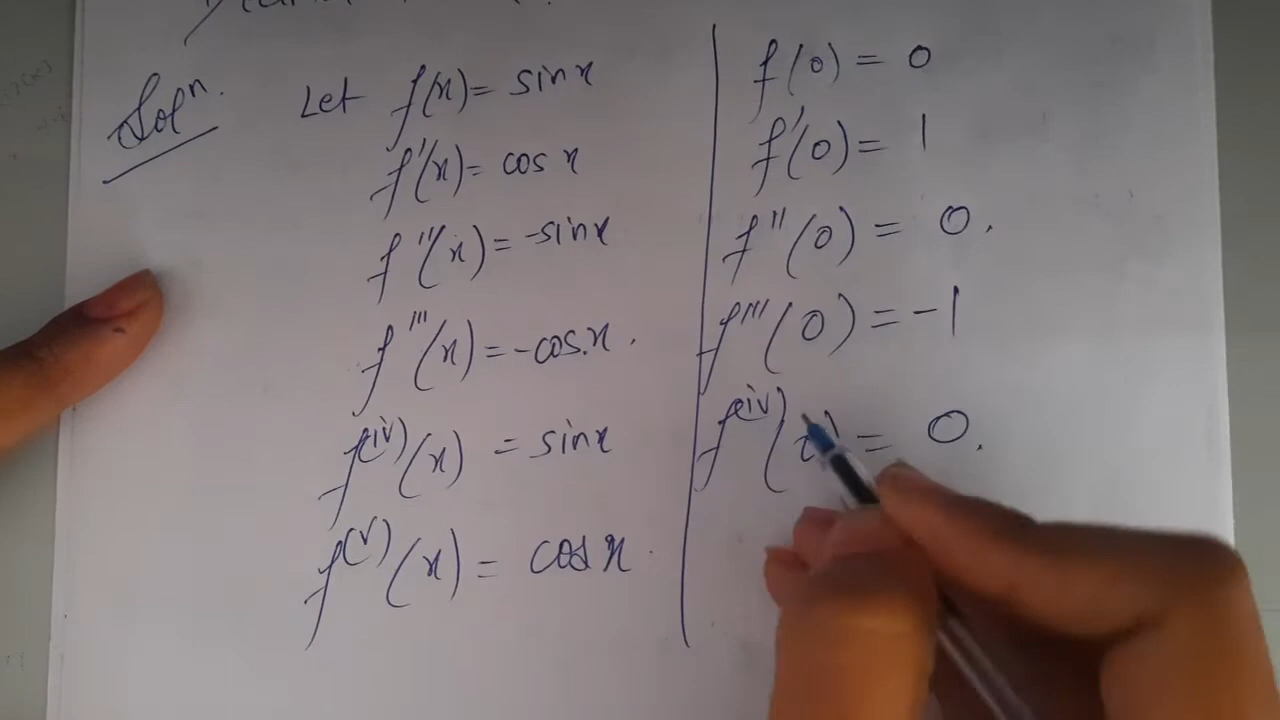 Solⁿ. Let f(x) = sin x
f'(x) = cos x
f''(x) = -sin x
f'''(x) = -cos x.
f⁽ⁱᵛ⁾(x) = sin x
f⁽ᵛ⁾(x) = cos x.
f(0) = 0
f'(0) = 1
f''(0) = 0.
f'''(0) = -1
f⁽ⁱᵛ⁾(0) = 0.